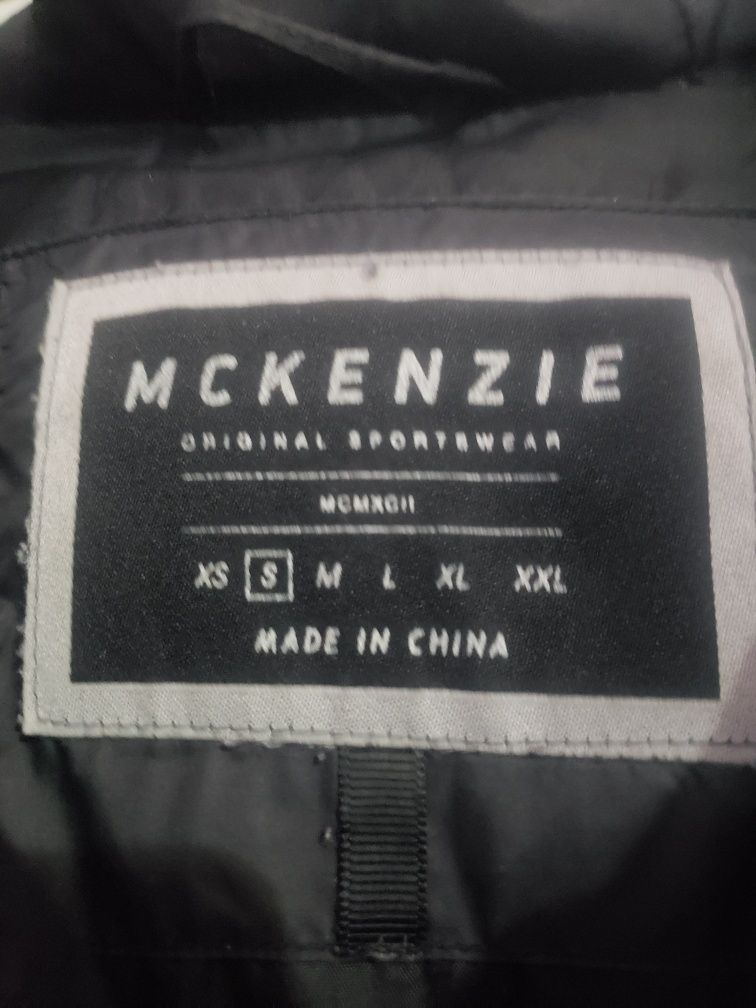 MCKENZIE
ORIGINAL SPORTSWEAR
MCMXCII
XS S M L XL XXL
MADE IN CHINA